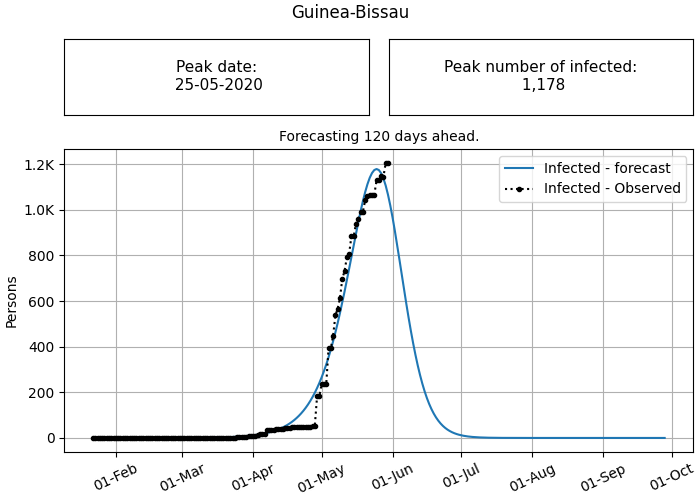 Guinea-Bissau
Peak date:
25-05-2020
Peak number of infected:
1,178
Forecasting 120 days ahead.
Infected - forecast
Infected - Observed
1.2K
1.0K
800
600
400
200
0
Persons
01-Feb
01-Mar
01-Apr
01-May
01-Jun
01-Jul
01-Aug
01-Sep
01-Oct